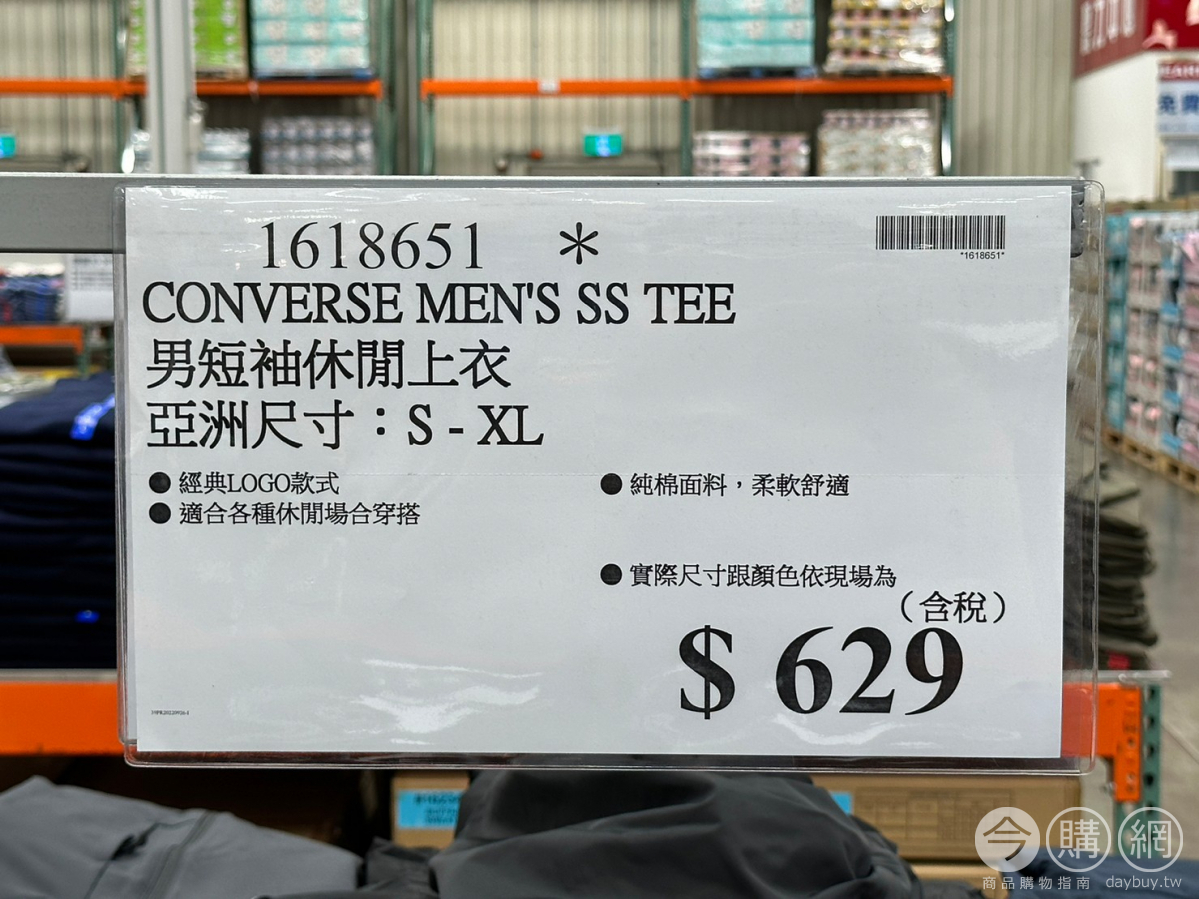 1618651 *
*1618651*
CONVERSE MEN'S SS TEE
男短袖休閒上衣
亞洲尺寸：S - XL
● 經典LOGO款式
● 適合各種休閒場合穿搭
● 純棉面料，柔軟舒適
● 實際尺寸跟顏色依現場為
（含稅）
$ 629
今購網
商品購物指南 daybuy.tw